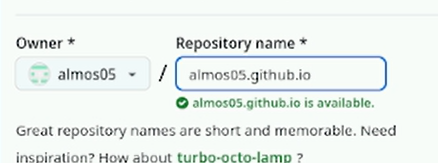 Owner * Repository name *
almos05 / almos05.github.io
almos05.github.io is available.
Great repository names are short and memorable. Need
inspiration? How about turbo-octo-lamp ?